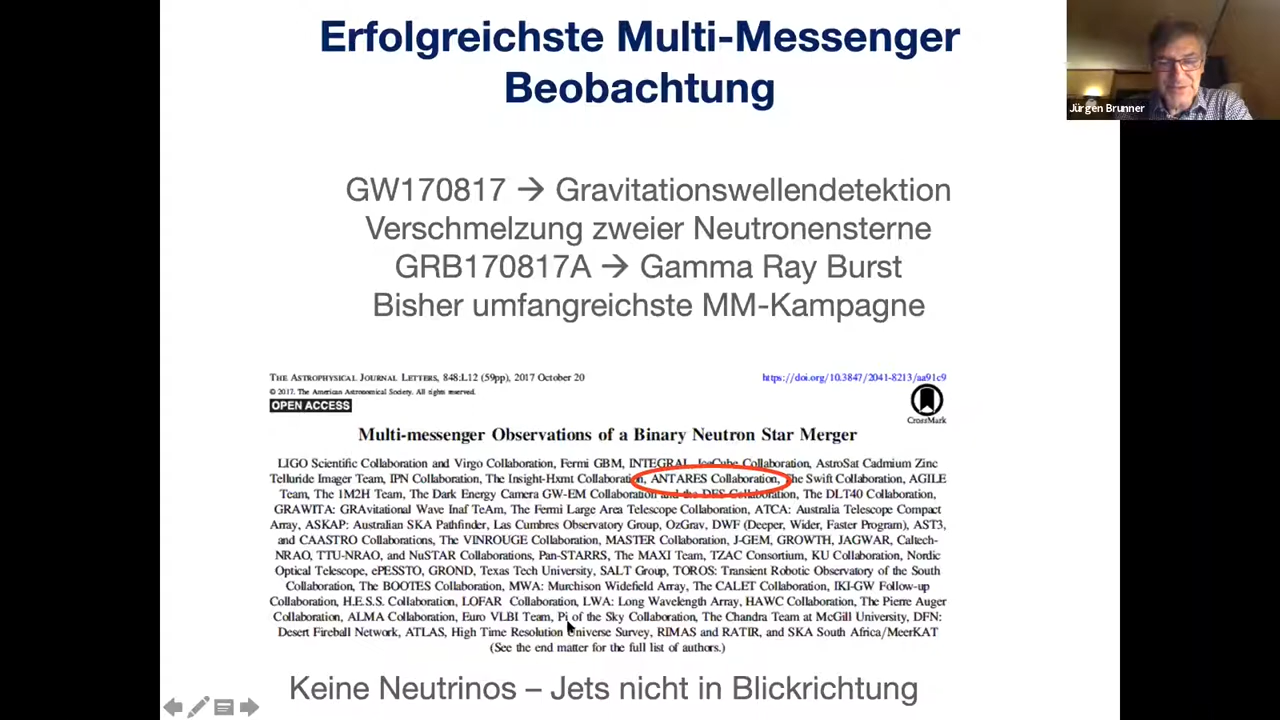 Erfolgreichste Multi-Messenger
Beobachtung
Jürgen Brunner
GW170817 → Gravitationswellendetektion
Verschmelzung zweier Neutronensterne
GRB170817A → Gamma Ray Burst
Bisher umfangreichste MM-Kampagne
THE ASTROPHYSICAL JOURNAL LETTERS, 848:L12 (59pp), 2017 October 20
https://doi.org/10.3847/2041-8213/aa91c9
© 2017. The American Astronomical Society. All rights reserved.
OPEN ACCESS
CrossMark
Multi-messenger Observations of a Binary Neutron Star Merger
LIGO Scientific Collaboration and Virgo Collaboration, Fermi GBM, INTEGRAL, IceCube Collaboration, AstroSat Cadmium Zinc
Telluride Imager Team, IPN Collaboration, The Insight-Hxmt Collaboration, ANTARES Collaboration, The Swift Collaboration, AGILE
Team, The 1M2H Team, The Dark Energy Camera GW-EM Collaboration and the DES Collaboration, The DLT40 Collaboration,
GRAWITA: GRAvitational Wave Inaf TeAm, The Fermi Large Area Telescope Collaboration, ATCA: Australia Telescope Compact
Array, ASKAP: Australian SKA Pathfinder, Las Cumbres Observatory Group, OzGrav, DWF (Deeper, Wider, Faster Program), AST3,
and CAASTRO Collaborations, The VINROUGE Collaboration, MASTER Collaboration, J-GEM, GROWTH, JAGWAR, Caltech-
NRAO, TTU-NRAO, and NuSTAR Collaborations, Pan-STARRS, The MAXI Team, TZAC Consortium, KU Collaboration, Nordic
Optical Telescope, ePESSTO, GROND, Texas Tech University, SALT Group, TOROS: Transient Robotic Observatory of the South
Collaboration, The BOOTES Collaboration, MWA: Murchison Widefield Array, The CALET Collaboration, IKI-GW Follow-up
Collaboration, H.E.S.S. Collaboration, LOFAR Collaboration, LWA: Long Wavelength Array, HAWC Collaboration, The Pierre Auger
Collaboration, ALMA Collaboration, Euro VLBI Team, Pi of the Sky Collaboration, The Chandra Team at McGill University, DFN:
Desert Fireball Network, ATLAS, High Time Resolution Universe Survey, RIMAS and RATIR, and SKA South Africa/MeerKAT
(See the end matter for the full list of authors.)
Keine Neutrinos – Jets nicht in Blickrichtung